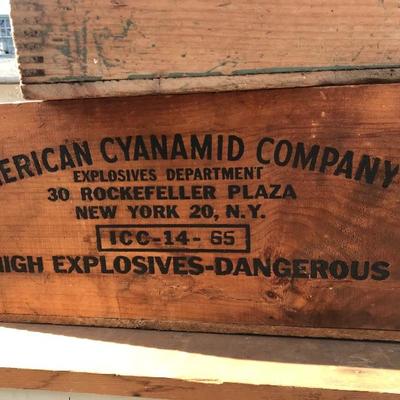 ERICAN CYANAMID COMPANY
EXPLOSIVES DEPARTMENT
30 ROCKEFELLER PLAZA
NEW YORK 20, N.Y.
ICC-14- 65
HIGH EXPLOSIVES-DANGEROUS